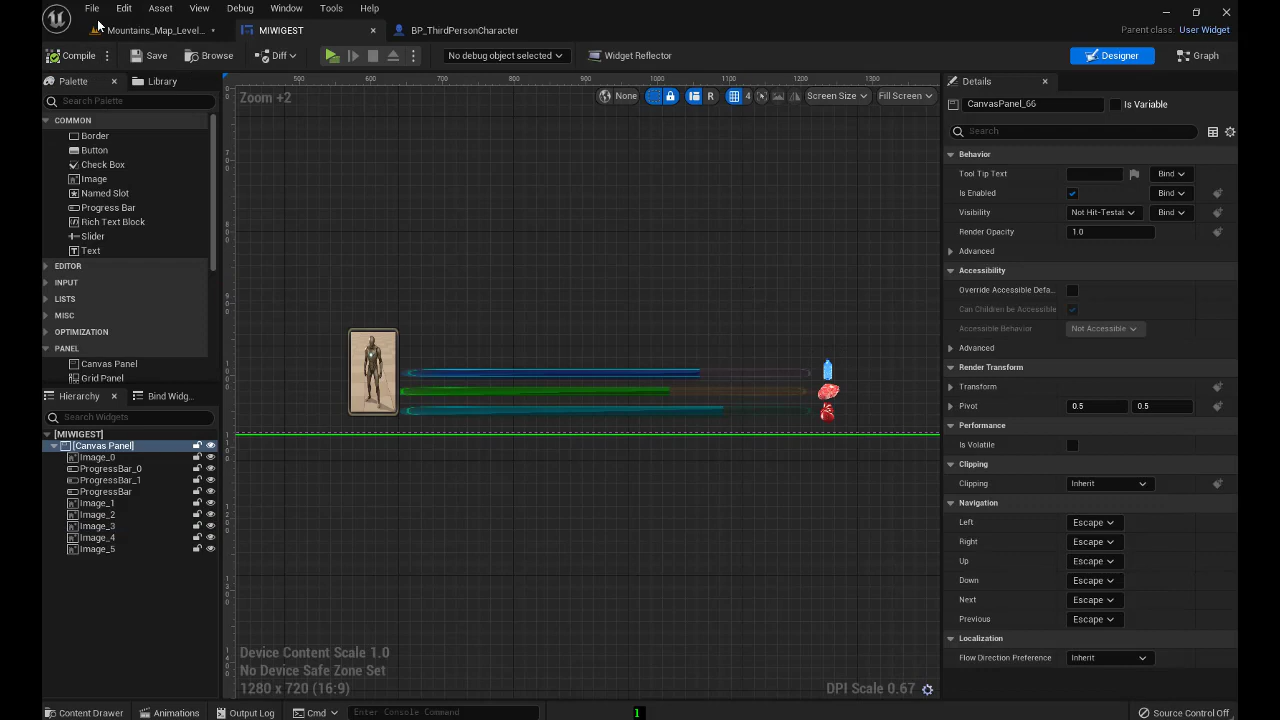 File Edit Asset View Debug Window Tools Help
Mountains_Map_Level... MIWIGEST BP_ThirdPersonCharacter Parent class: User Widget
Compile Save Browse Diff No debug object selected Widget Reflector Designer Graph
Palette Library
Search Palette
COMMON
Border
Button
Check Box
Image
Named Slot
Progress Bar
Rich Text Block
Slider
Text
EDITOR
INPUT
LISTS
MISC
OPTIMIZATION
PANEL
Canvas Panel
Grid Panel
Hierarchy Bind Widg...
Search Widgets
[MIWIGEST]
[Canvas Panel]
Image_0
ProgressBar_0
ProgressBar_1
ProgressBar
Image_1
Image_2
Image_3
Image_4
Image_5
500 600 700 800 900 1000 1100 1200 1300
Zoom +2
None R 4 Screen Size Fill Screen
Device Content Scale 1.0
No Device Safe Zone Set
1280 x 720 (16:9)
DPI Scale 0.67
Details
CanvasPanel_66 Is Variable
Search
Behavior
Tool Tip Text Bind
Is Enabled Bind
Visibility Not Hit-Testal Bind
Render Opacity 1.0
Advanced
Accessibility
Override Accessible Defa...
Can Children be Accessible
Accessible Behavior Not Accessible
Advanced
Render Transform
Transform
Pivot 0.5 0.5
Performance
Is Volatile
Clipping
Clipping Inherit
Navigation
Left Escape
Right Escape
Up Escape
Down Escape
Next Escape
Previous Escape
Localization
Flow Direction Preference Inherit
Content Drawer Animations Output Log Cmd Enter Console Command 1 Source Control Off